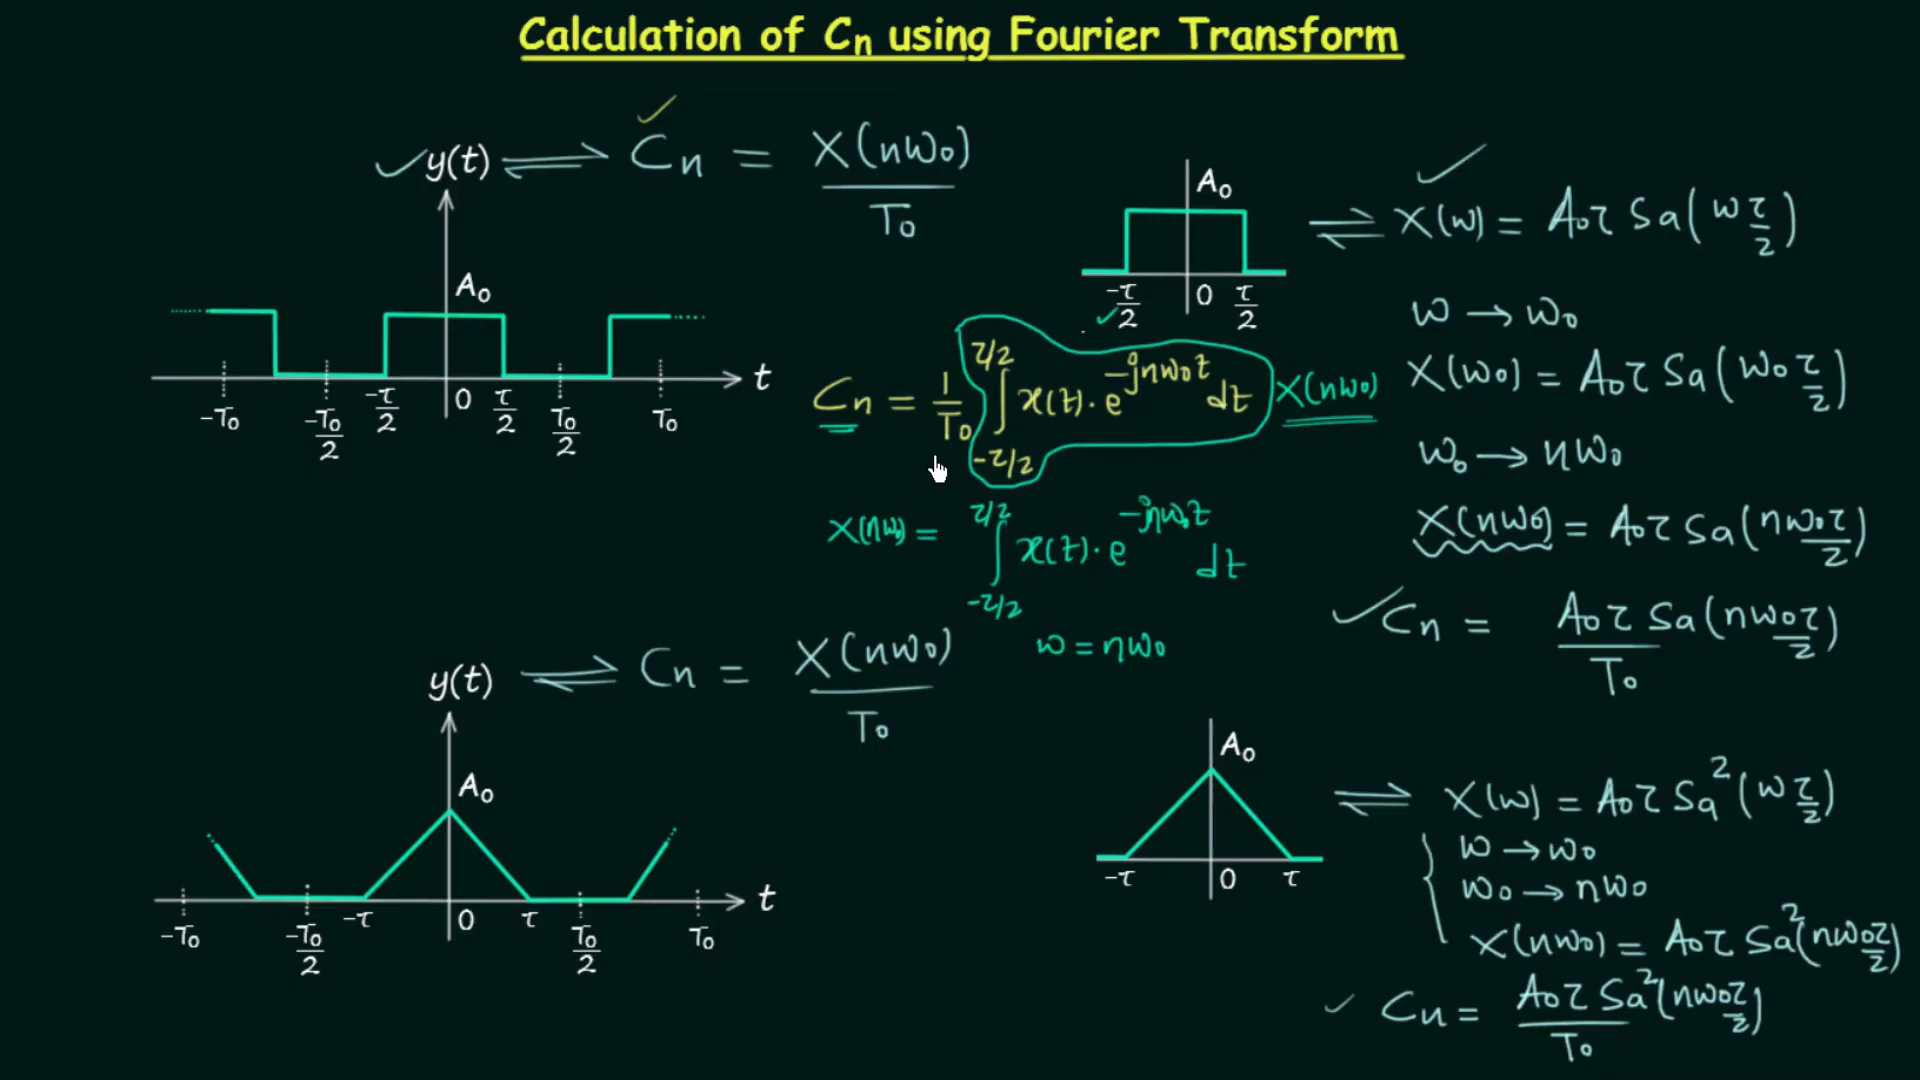 Calculation of Cn using Fourier Transform
y(t) ⇌ Cn = X(nω₀)/T₀
A₀
-T₀ -T₀/2 -τ/2 0 τ/2 T₀/2 T₀ t
A₀
-τ/2 0 τ/2
⇌ X(ω) = A₀τ Sa(ω τ/2)
ω → ω₀
X(ω₀) = A₀τ Sa(ω₀ τ/2)
ω₀ → nω₀
X(nω₀) = A₀τ Sa(nω₀τ/2)
Cn = A₀τ Sa(nω₀τ/2)/T₀
Cn = 1/T₀ ∫_{-τ/2}^{τ/2} x(t)·e^{-jnω₀t} dt X(nω₀)
X(nω₀) = ∫_{-τ/2}^{τ/2} x(t)·e^{-jnω₀t} dt
ω = nω₀
y(t) ⇌ Cn = X(nω₀)/T₀
A₀
-T₀ -T₀/2 -τ 0 τ T₀/2 T₀ t
A₀
-τ 0 τ
⇌ X(ω) = A₀τ Sa²(ω τ/2)
ω → ω₀
ω₀ → nω₀
X(nω₀) = A₀τ Sa²(nω₀τ/2)
Cn = A₀τ Sa²(nω₀τ/2)/T₀